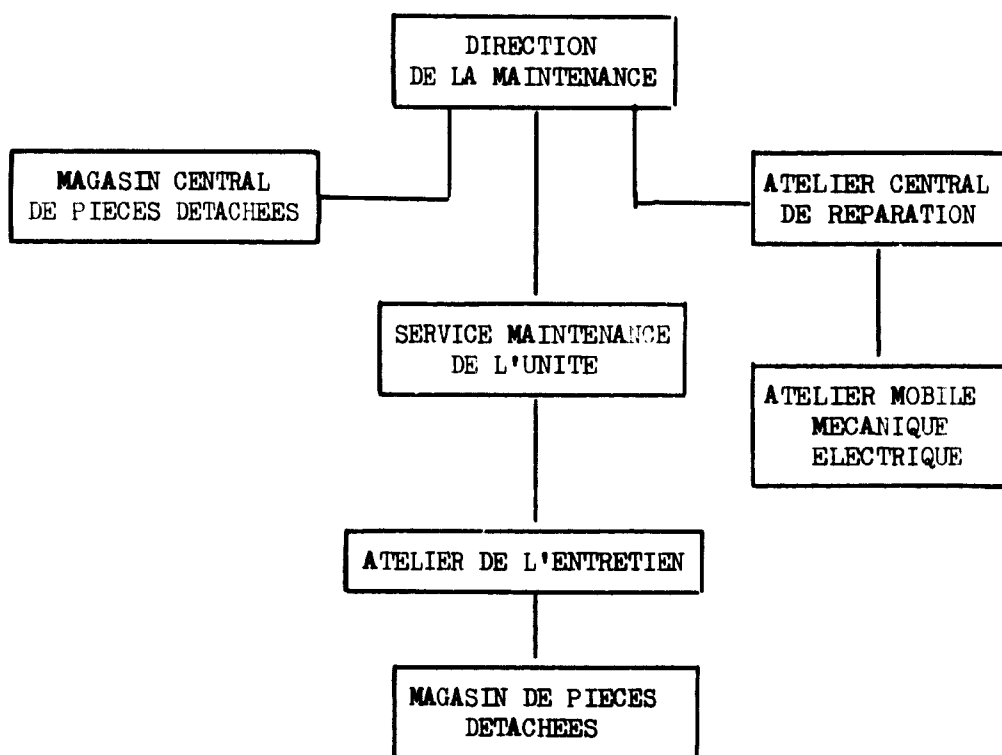 DIRECTION
DE LA MAINTENANCE
MAGASIN CENTRAL
DE PIECES DETACHEES
ATELIER CENTRAL
DE REPARATION
SERVICE MAINTENANCE
DE L'UNITE
ATELIER MOBILE
MECANIQUE
ELECTRIQUE
ATELIER DE L'ENTRETIEN
MAGASIN DE PIECES
DETACHEES